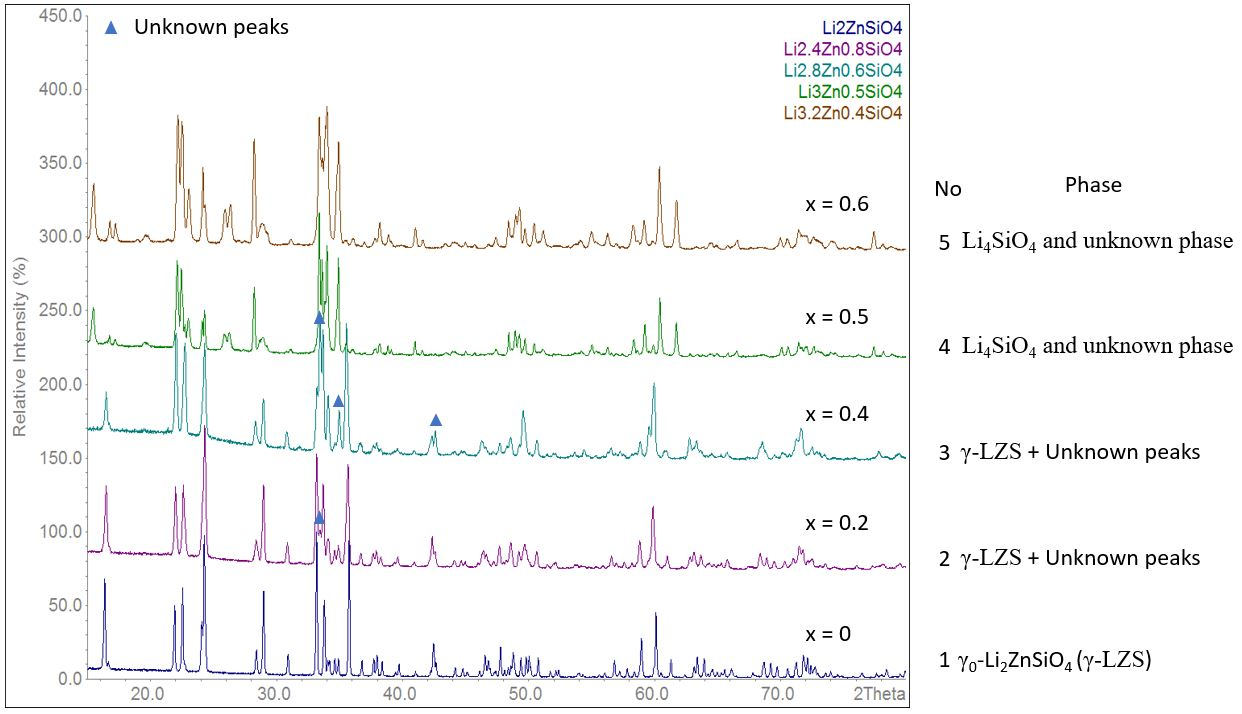 ▲ Unknown peaks
Li2ZnSiO4
Li2.4Zn0.8SiO4
Li2.8Zn0.6SiO4
Li3Zn0.5SiO4
Li3.2Zn0.4SiO4
Relative Intensity (%)
450.0
400.0
350.0
300.0
250.0
200.0
150.0
100.0
50.0
0.0
x = 0.6
x = 0.5
x = 0.4
x = 0.2
x = 0
20.0 30.0 40.0 50.0 60.0 70.0 2Theta
No Phase
5 Li₄SiO₄ and unknown phase
4 Li₄SiO₄ and unknown phase
3 γ-LZS + Unknown peaks
2 γ-LZS + Unknown peaks
1 γ₀-Li₂ZnSiO₄ (γ-LZS)